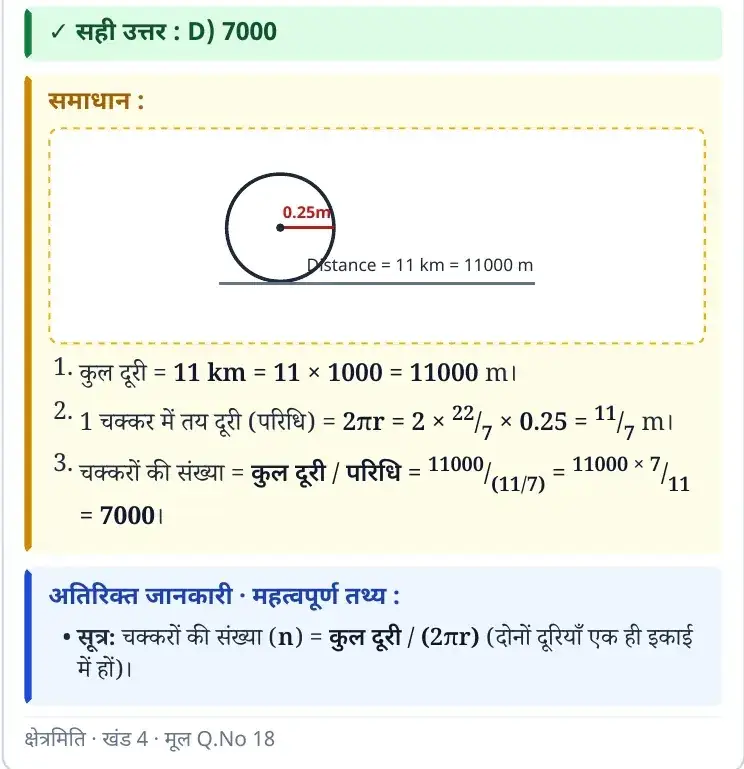 ✓ सही उत्तर : D) 7000
समाधान :
0.25m
Distance = 11 km = 11000 m
1. कुल दूरी = 11 km = 11 × 1000 = 11000 m।
2. 1 चक्कर में तय दूरी (परिधि) = 2πr = 2 × 22/7 × 0.25 = 11/7 m।
3. चक्करों की संख्या = कुल दूरी / परिधि = 11000/(11/7) = 11000 × 7/11
= 7000।
अतिरिक्त जानकारी · महत्वपूर्ण तथ्य :
• सूत्र: चक्करों की संख्या (n) = कुल दूरी / (2πr) (दोनों दूरियाँ एक ही इकाई
में हों)।
क्षेत्रमिति · खंड 4 · मूल Q.No 18